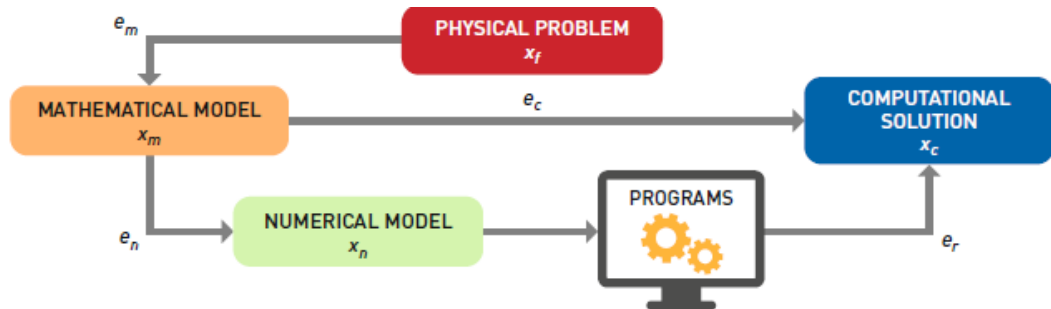 e_m
PHYSICAL PROBLEM
x_f
MATHEMATICAL MODEL
x_m
e_c
COMPUTATIONAL
SOLUTION
x_c
PROGRAMS
NUMERICAL MODEL
x_n
e_n
e_r